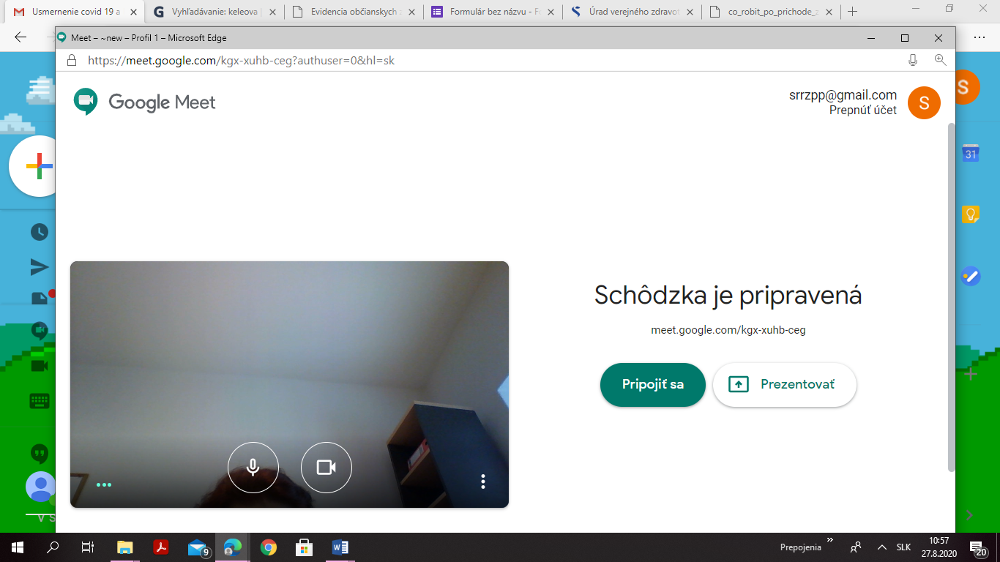 Usmernenie covid 19 a
Vyhľadávanie: keleova
Evidencia občianskych z
Formulár bez názvu - Fo
Úrad verejného zdravot
co_robit_po_prichode_z
Meet – ~new – Profil 1 – Microsoft Edge
https://meet.google.com/kgx-xuhb-ceg?authuser=0&hl=sk
Google Meet
srrzpp@gmail.com
Prepnúť účet
S
S
31
Schôdzka je pripravená
meet.google.com/kgx-xuhb-ceg
Pripojiť sa
Prezentovať
V S
9
Prepojenia
SLK
10:57
27.8.2020
20